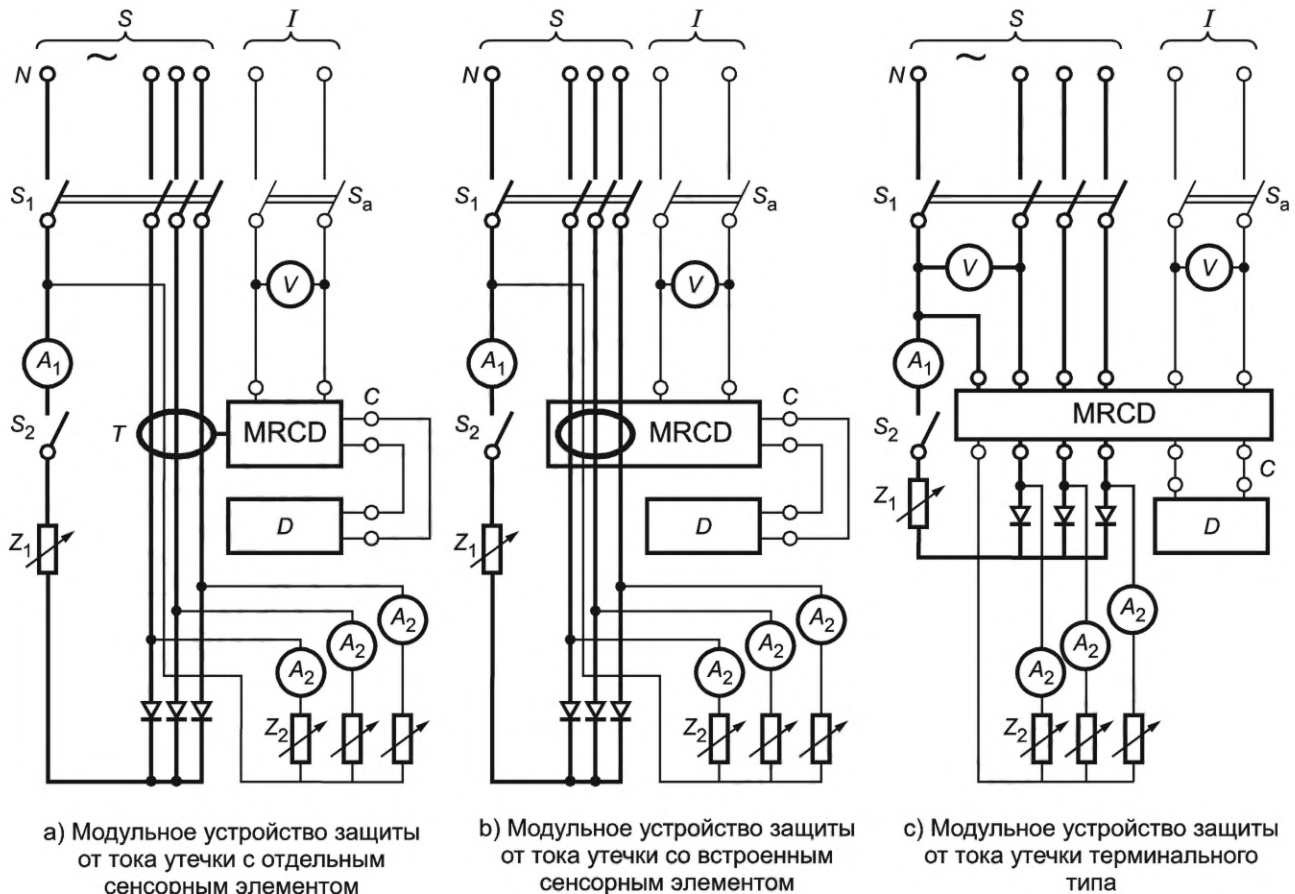 S I S I S I
~ ~
N N N
S1 Sa S1 Sa S1 Sa
V V V V
A1 A1 A1
C C
S2 T MRCD S2 MRCD S2 MRCD
C
Z1 D Z1 D Z1 D
A2 A2 A2
A2 A2 A2
A2 A2 A2
Z2 Z2 Z2
a) Модульное устройство защиты
от тока утечки с отдельным
сенсорным элементом
b) Модульное устройство защиты
от тока утечки со встроенным
сенсорным элементом
c) Модульное устройство защиты
от тока утечки терминального
типа